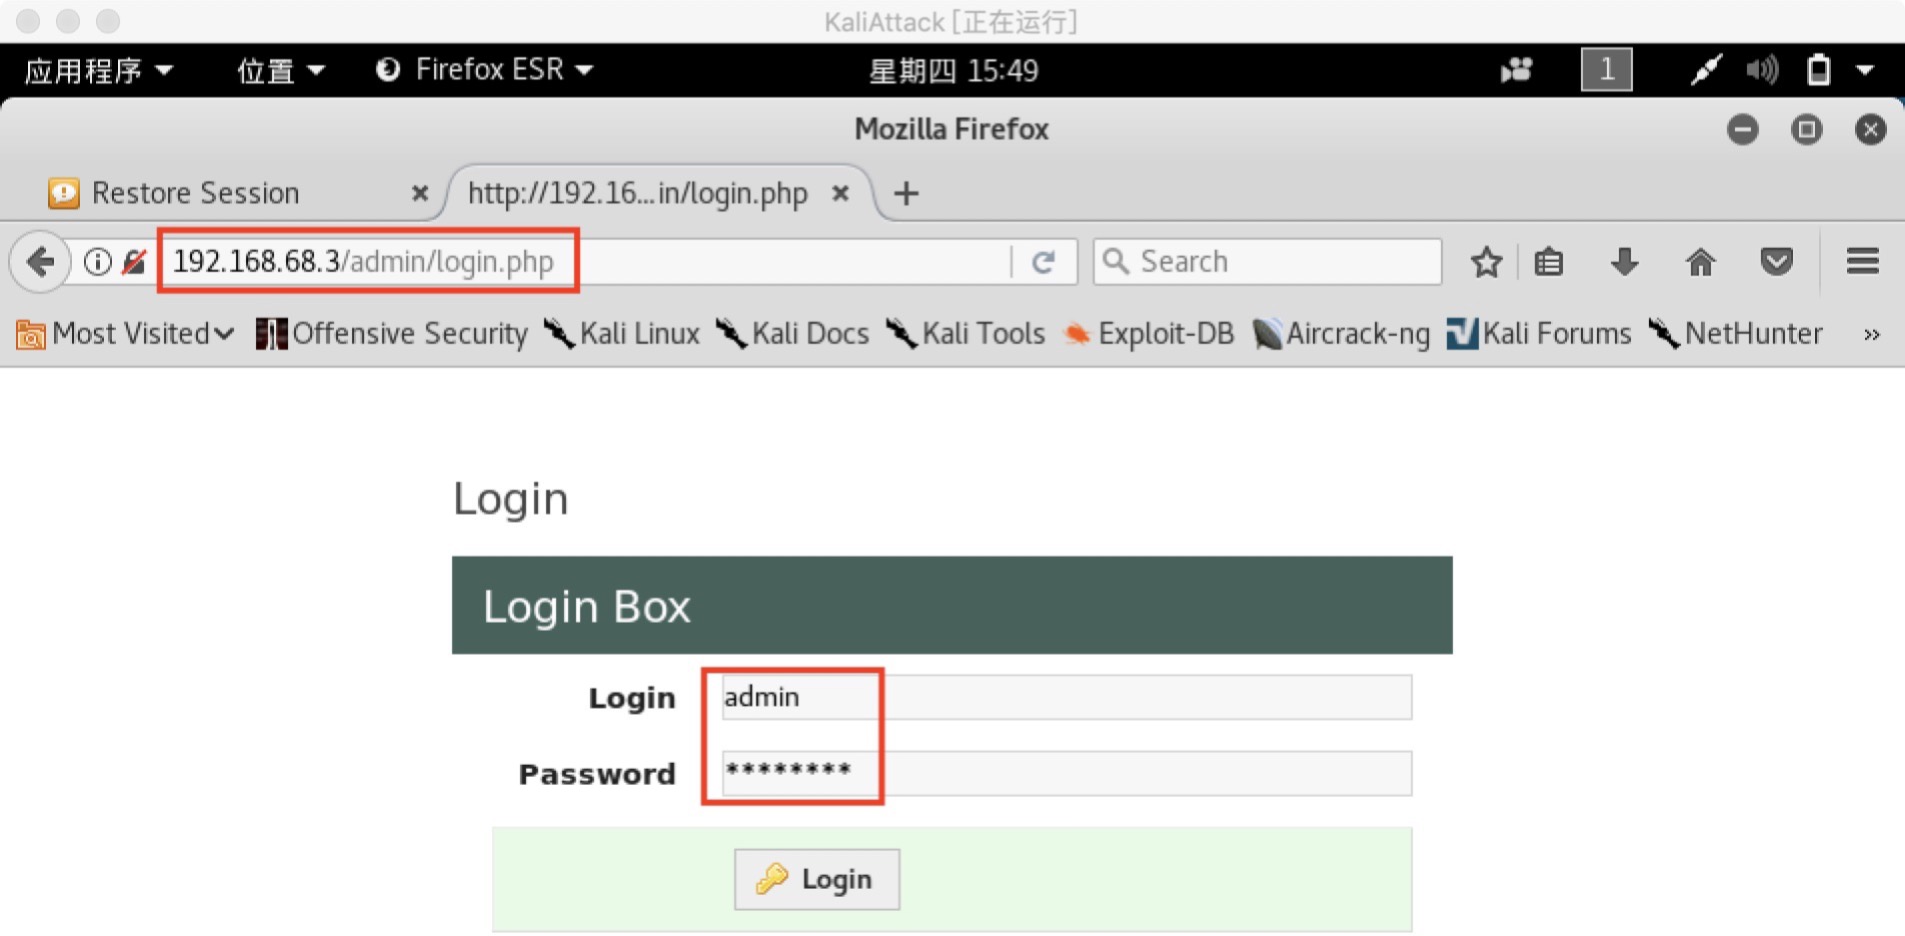 KaliAttack [正在运行]
应用程序 位置 Firefox ESR 星期四 15:49 1
Mozilla Firefox
Restore Session http://192.16...in/login.php
192.168.68.3/admin/login.php Search
Most Visited Offensive Security Kali Linux Kali Docs Kali Tools Exploit-DB Aircrack-ng Kali Forums NetHunter »
Login
Login Box
Login admin
Password ********
Login